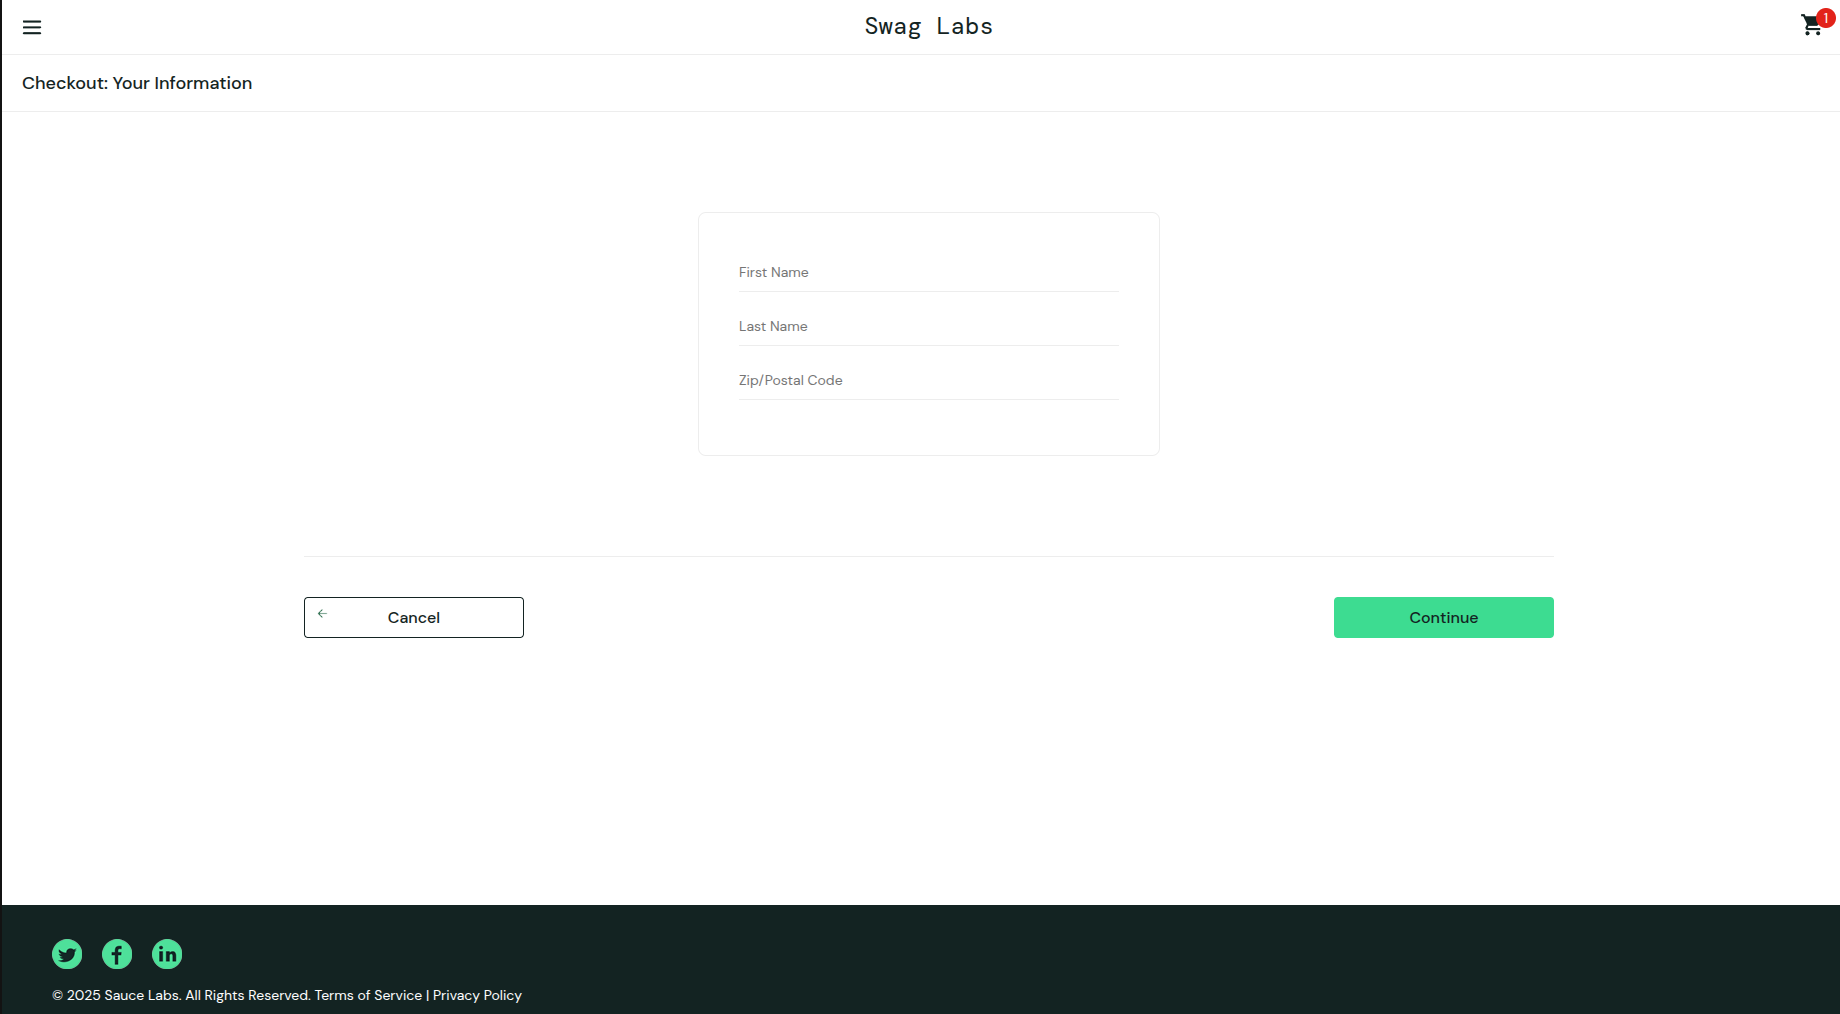 Swag Labs
1
Checkout: Your Information
First Name
Last Name
Zip/Postal Code
Cancel
Continue
© 2025 Sauce Labs. All Rights Reserved. Terms of Service | Privacy Policy